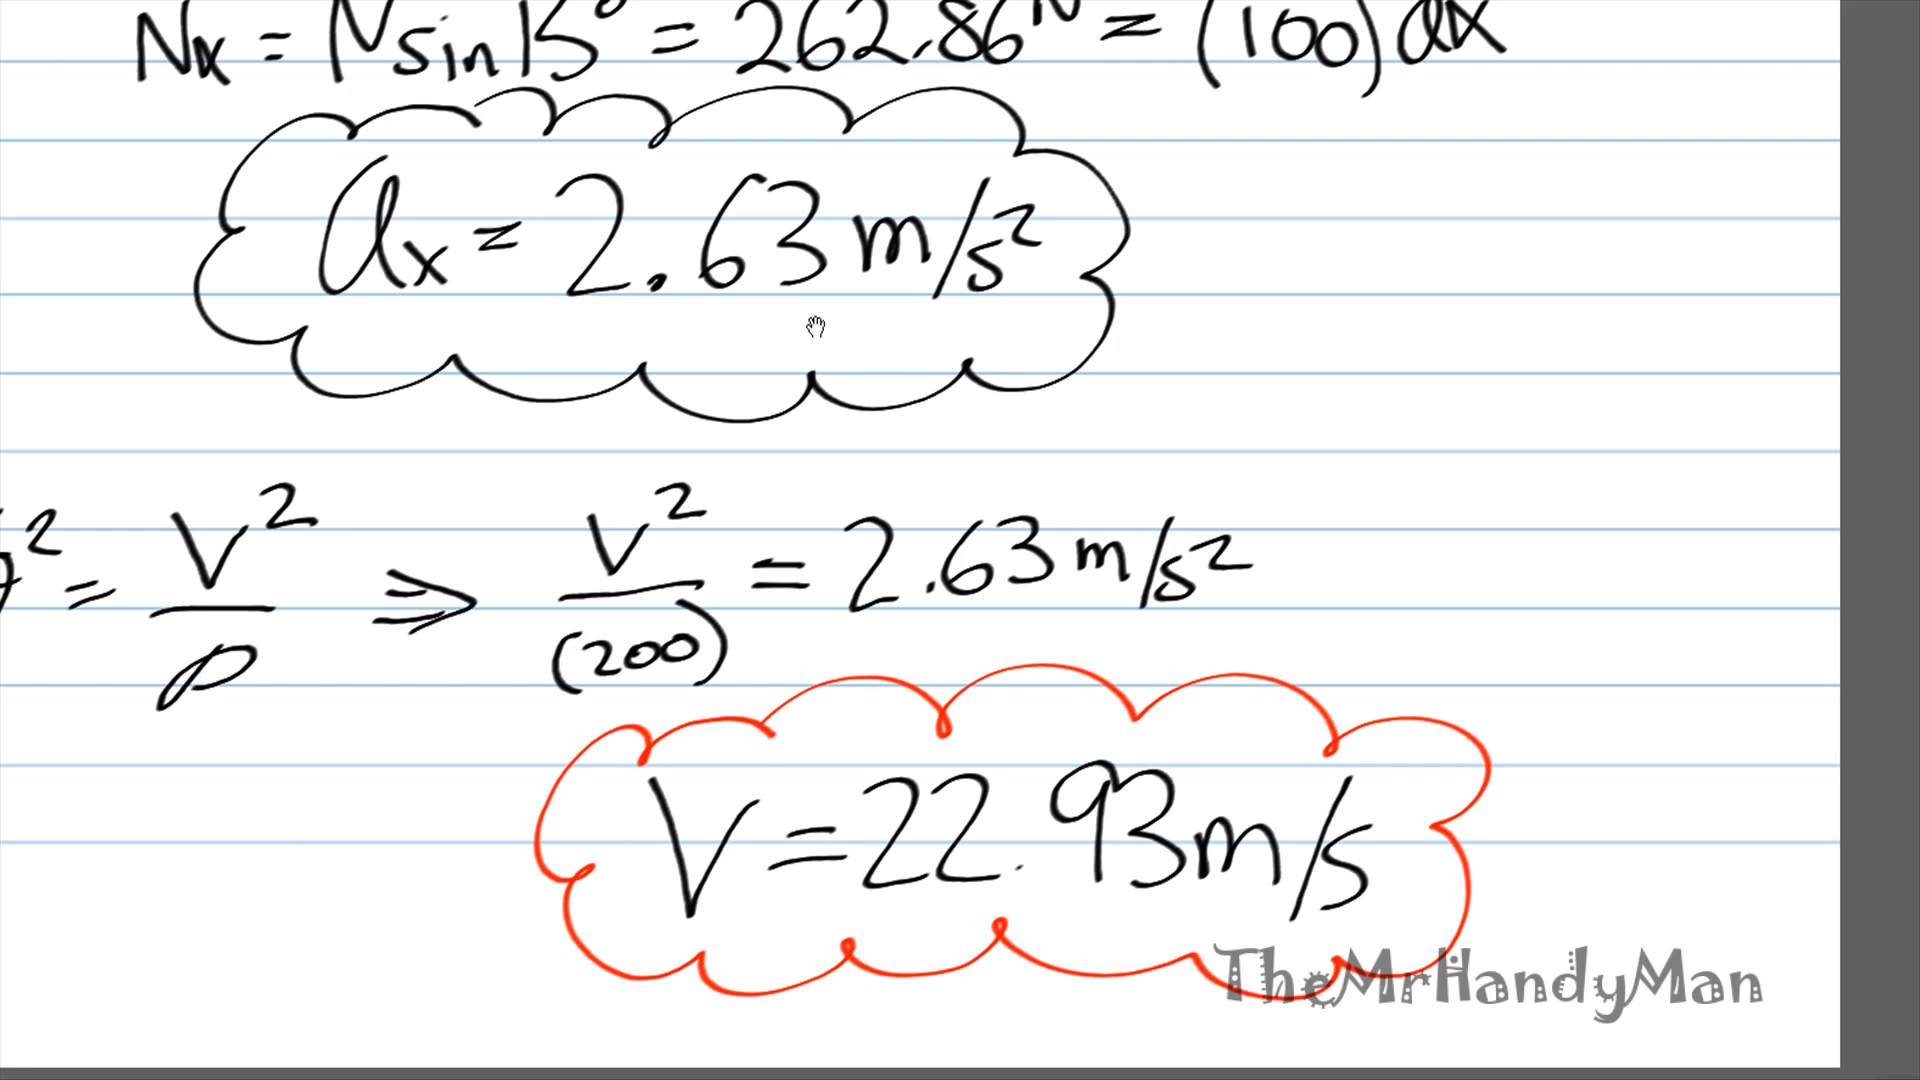 Nx = N sin 15° = 262.86 N = (100) ax
ax = 2.63 m/s²
² = V²/ρ ⇒ V²/(200) = 2.63 m/s²
V = 22.93 m/s
TheMrHandyMan